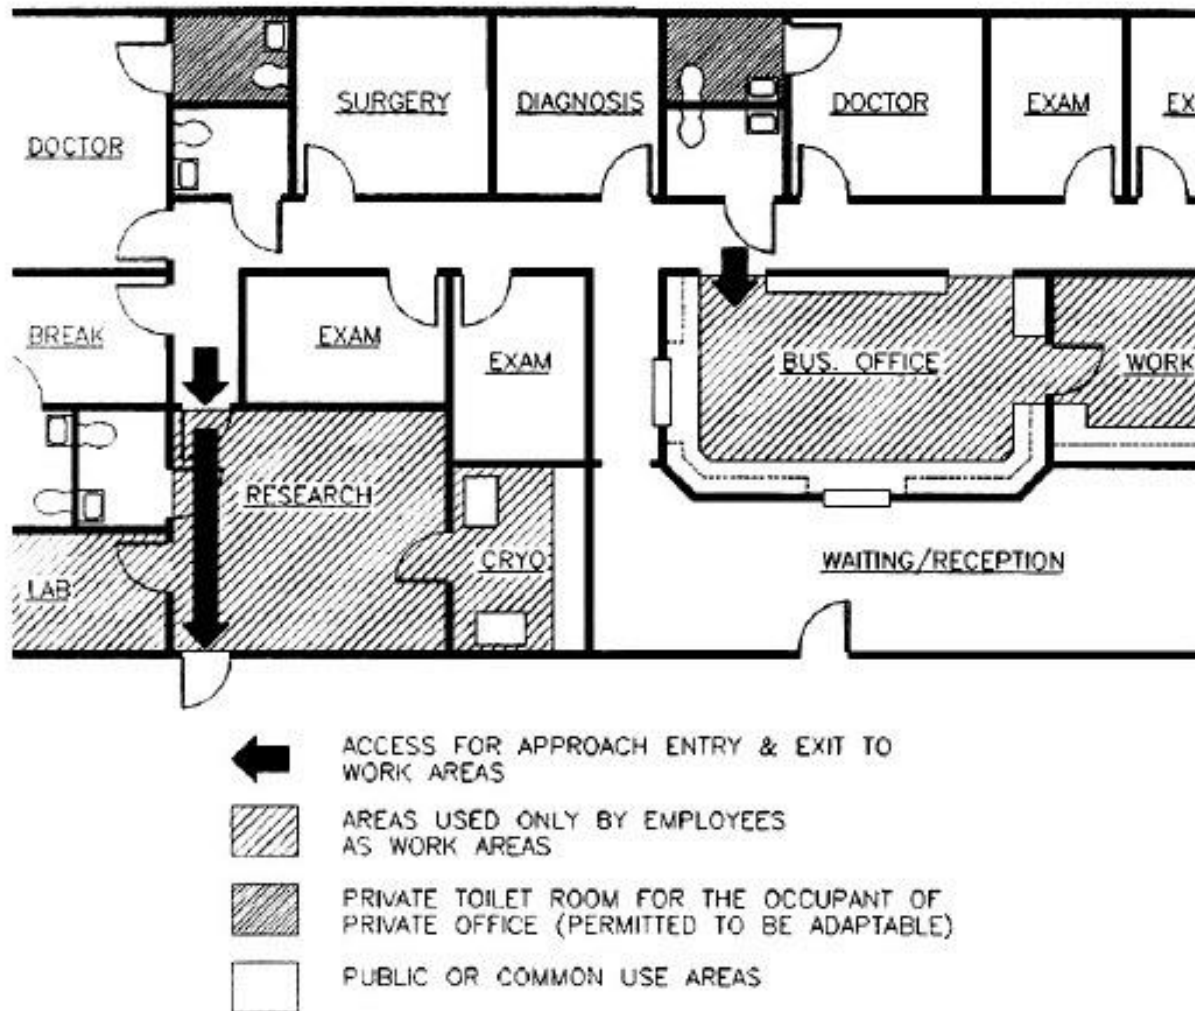 SURGERY
DIAGNOSIS
DOCTOR
EXAM
EX
DOCTOR
BREAK
EXAM
EXAM
BUS. OFFICE
WORK
RESEARCH
CRYO
WAITING/RECEPTION
LAB
ACCESS FOR APPROACH ENTRY & EXIT TO
WORK AREAS
AREAS USED ONLY BY EMPLOYEES
AS WORK AREAS
PRIVATE TOILET ROOM FOR THE OCCUPANT OF
PRIVATE OFFICE (PERMITTED TO BE ADAPTABLE)
PUBLIC OR COMMON USE AREAS